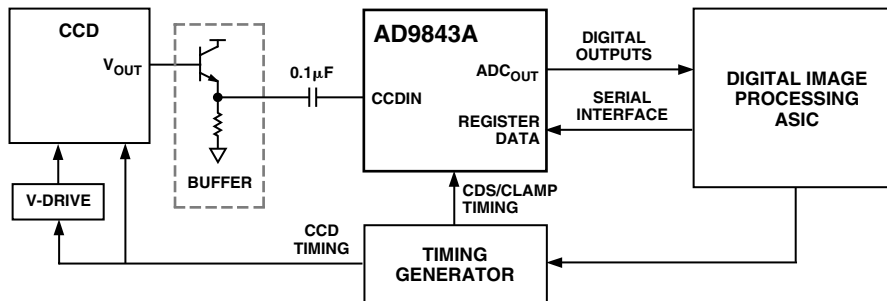 CCD
V_OUT
BUFFER
V-DRIVE
0.1μF
AD9843A
CCDIN
ADC_OUT
REGISTER
DATA
DIGITAL
OUTPUTS
SERIAL
INTERFACE
DIGITAL IMAGE
PROCESSING
ASIC
CDS/CLAMP
TIMING
CCD
TIMING
TIMING
GENERATOR